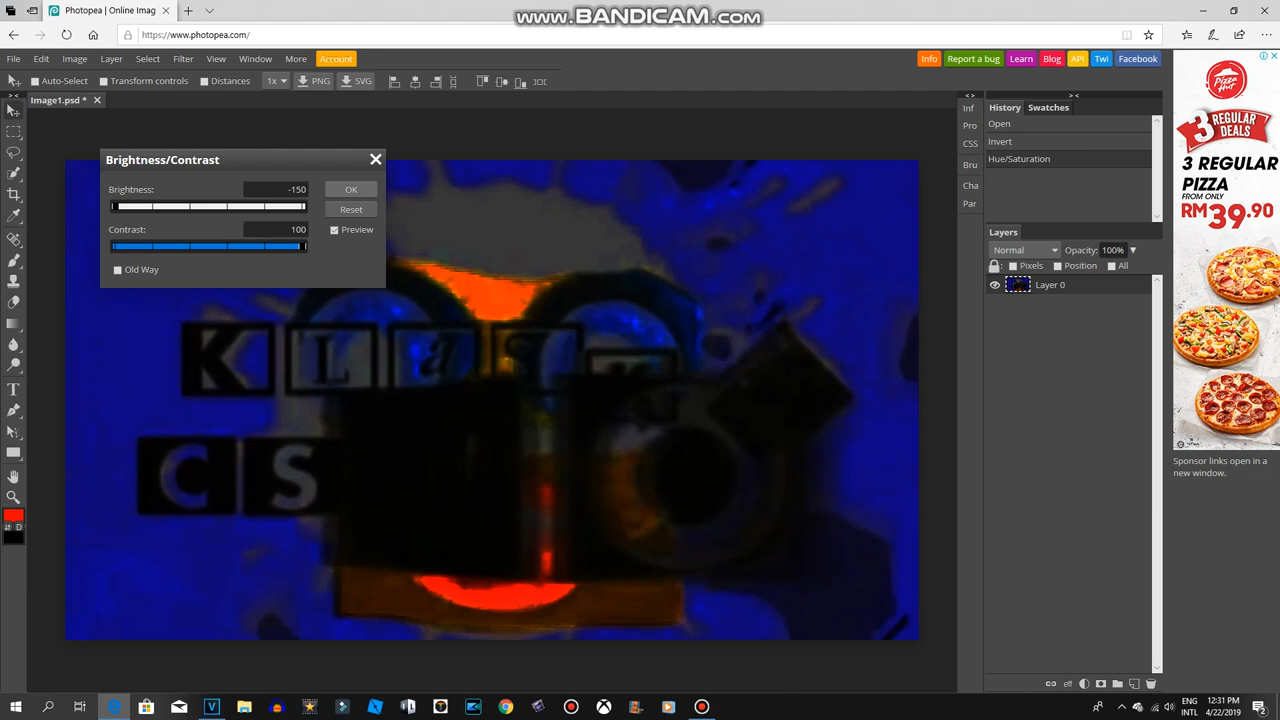 www.BANDICAM.com
Photopea | Online Imag
https://www.photopea.com/
File Edit Image Layer Select Filter View Window More Account
Info Report a bug Learn Blog API Twi Facebook
Auto-Select Transform controls Distances 1x PNG SVG
Image1.psd *
Brightness/Contrast
Brightness: -150 OK
Reset
Contrast: 100 Preview
Old Way
K L a s
C S
Inf
Pro
CSS
Bru
Cha
Par
History Swatches
Open
Invert
Hue/Saturation
Layers
Normal Opacity: 100%
Pixels Position All
Layer 0
Pizza Hut
3 REGULAR DEALS
3 REGULAR
PIZZA
FROM ONLY
RM39.90
Sponsor links open in a
new window.
T
D
eff
ENG 12:31 PM
INTL 4/22/2019
2